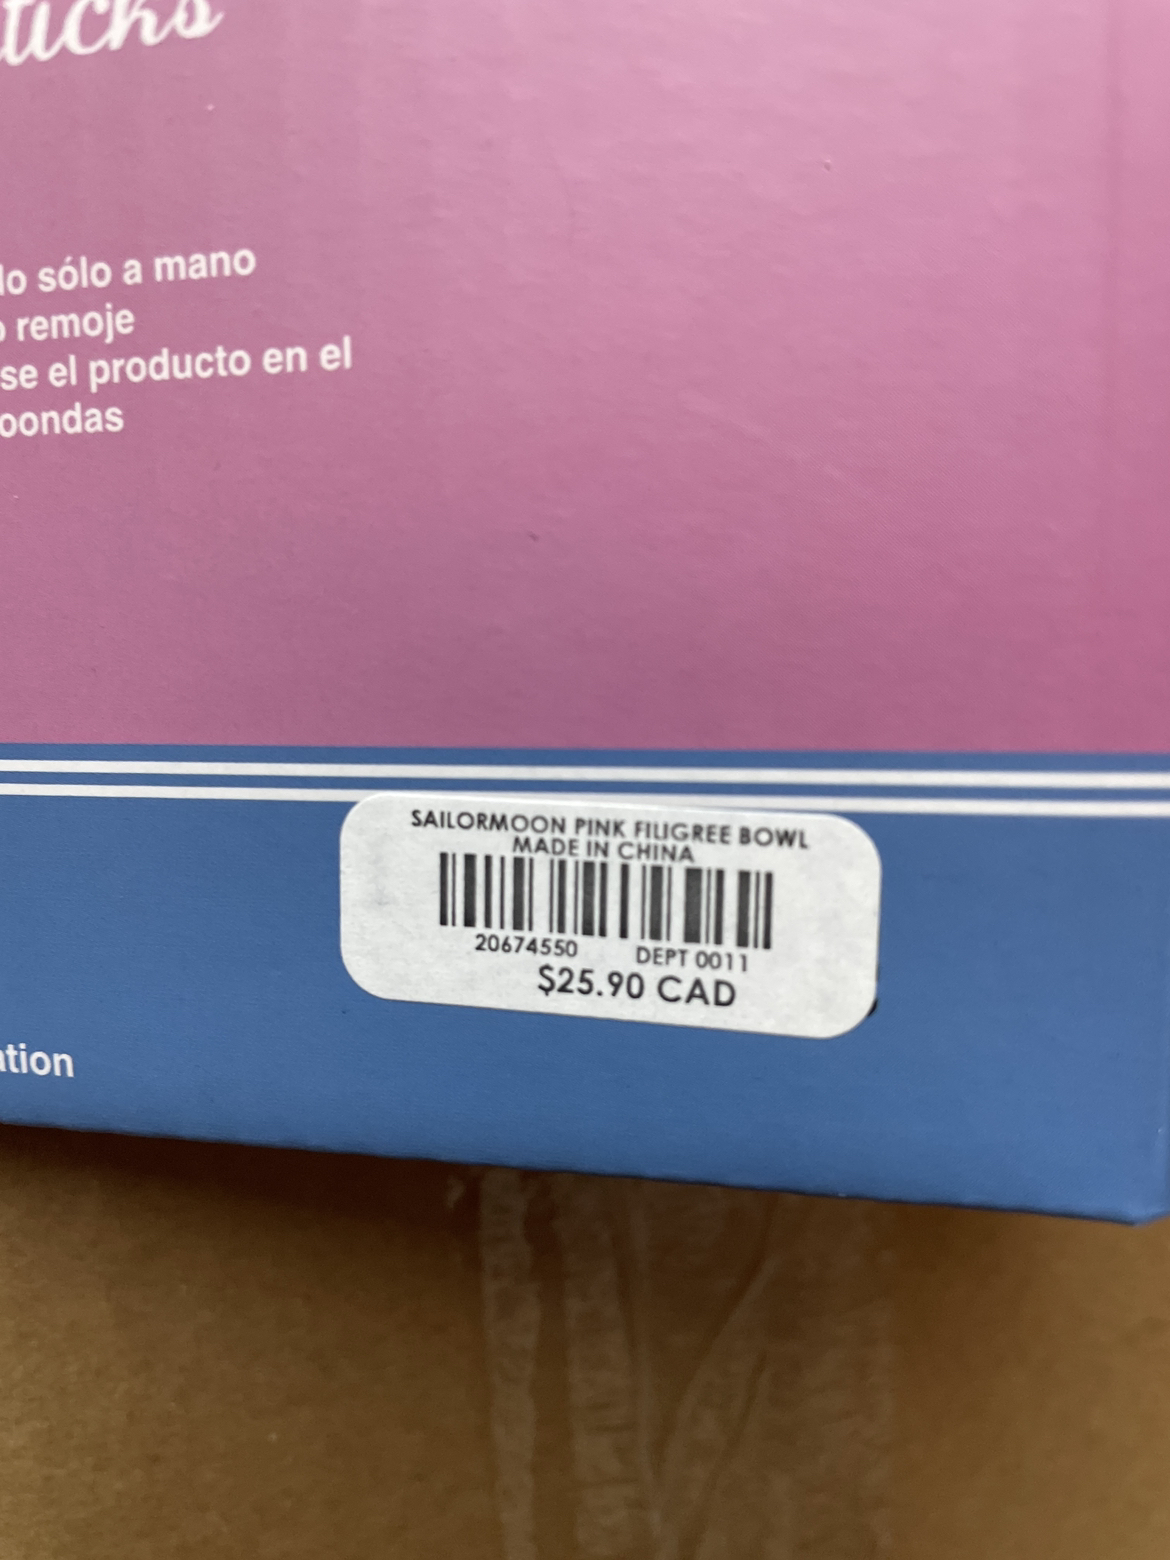 ticks
lo sólo a mano
o remoje
se el producto en el
oondas
SAILORMOON PINK FILIGREE BOWL
MADE IN CHINA
20674550 DEPT 0011
$25.90 CAD
ation